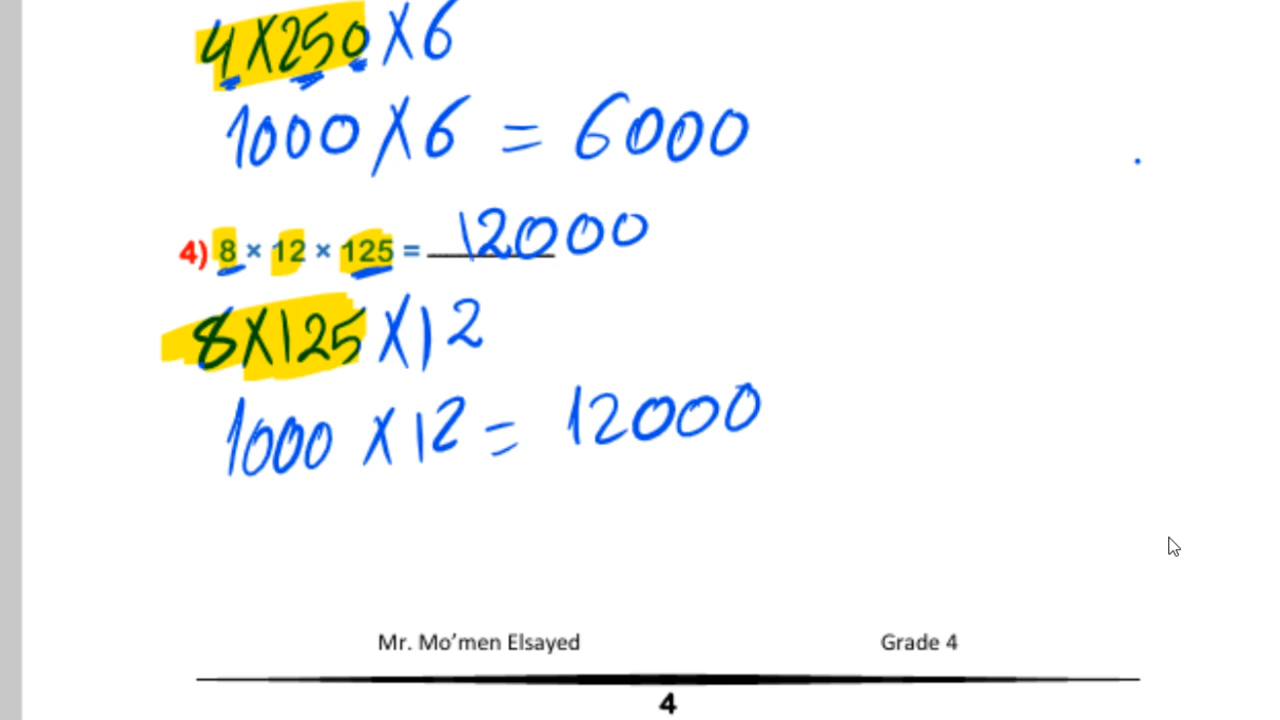 4X250X6
1000X6 = 6000
4) 8 × 12 × 125 = 12000
8X125X12
1000 X12 = 12000
Mr. Mo’men Elsayed Grade 4
4